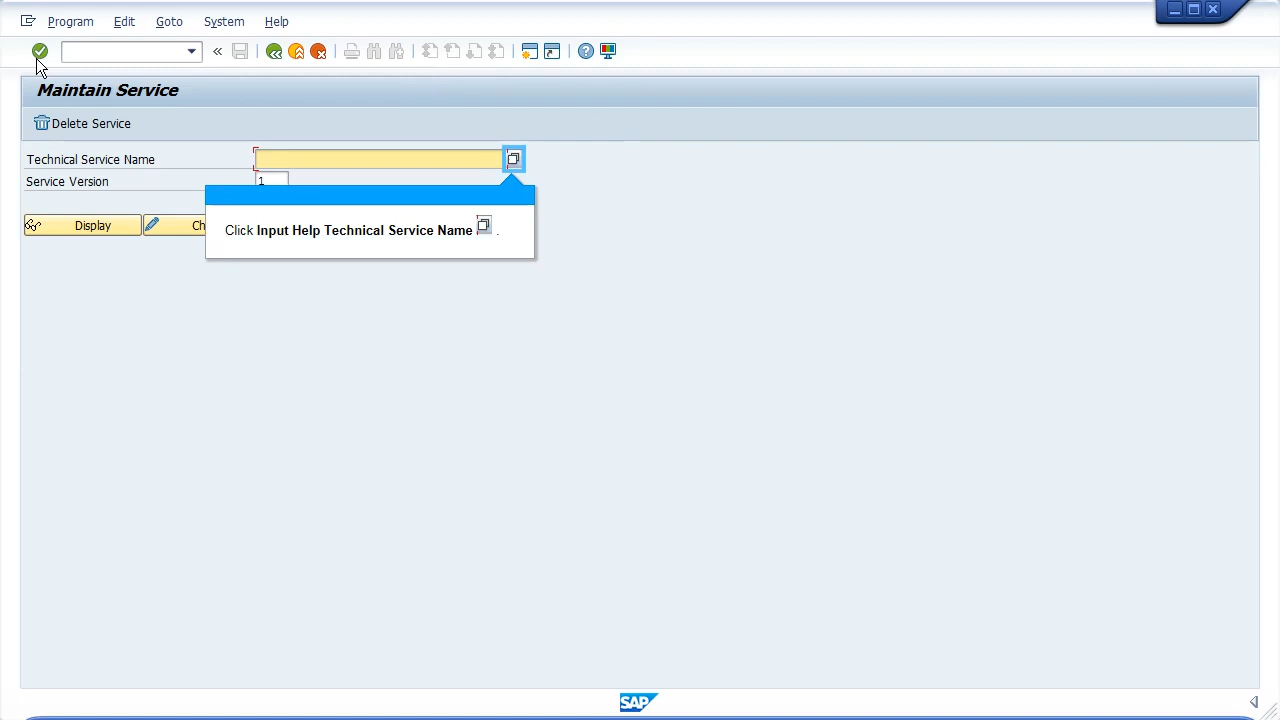 Program Edit Goto System Help
«
Maintain Service
Delete Service
Technical Service Name
Service Version 1
Display Ch
Click Input Help Technical Service Name .
SAP